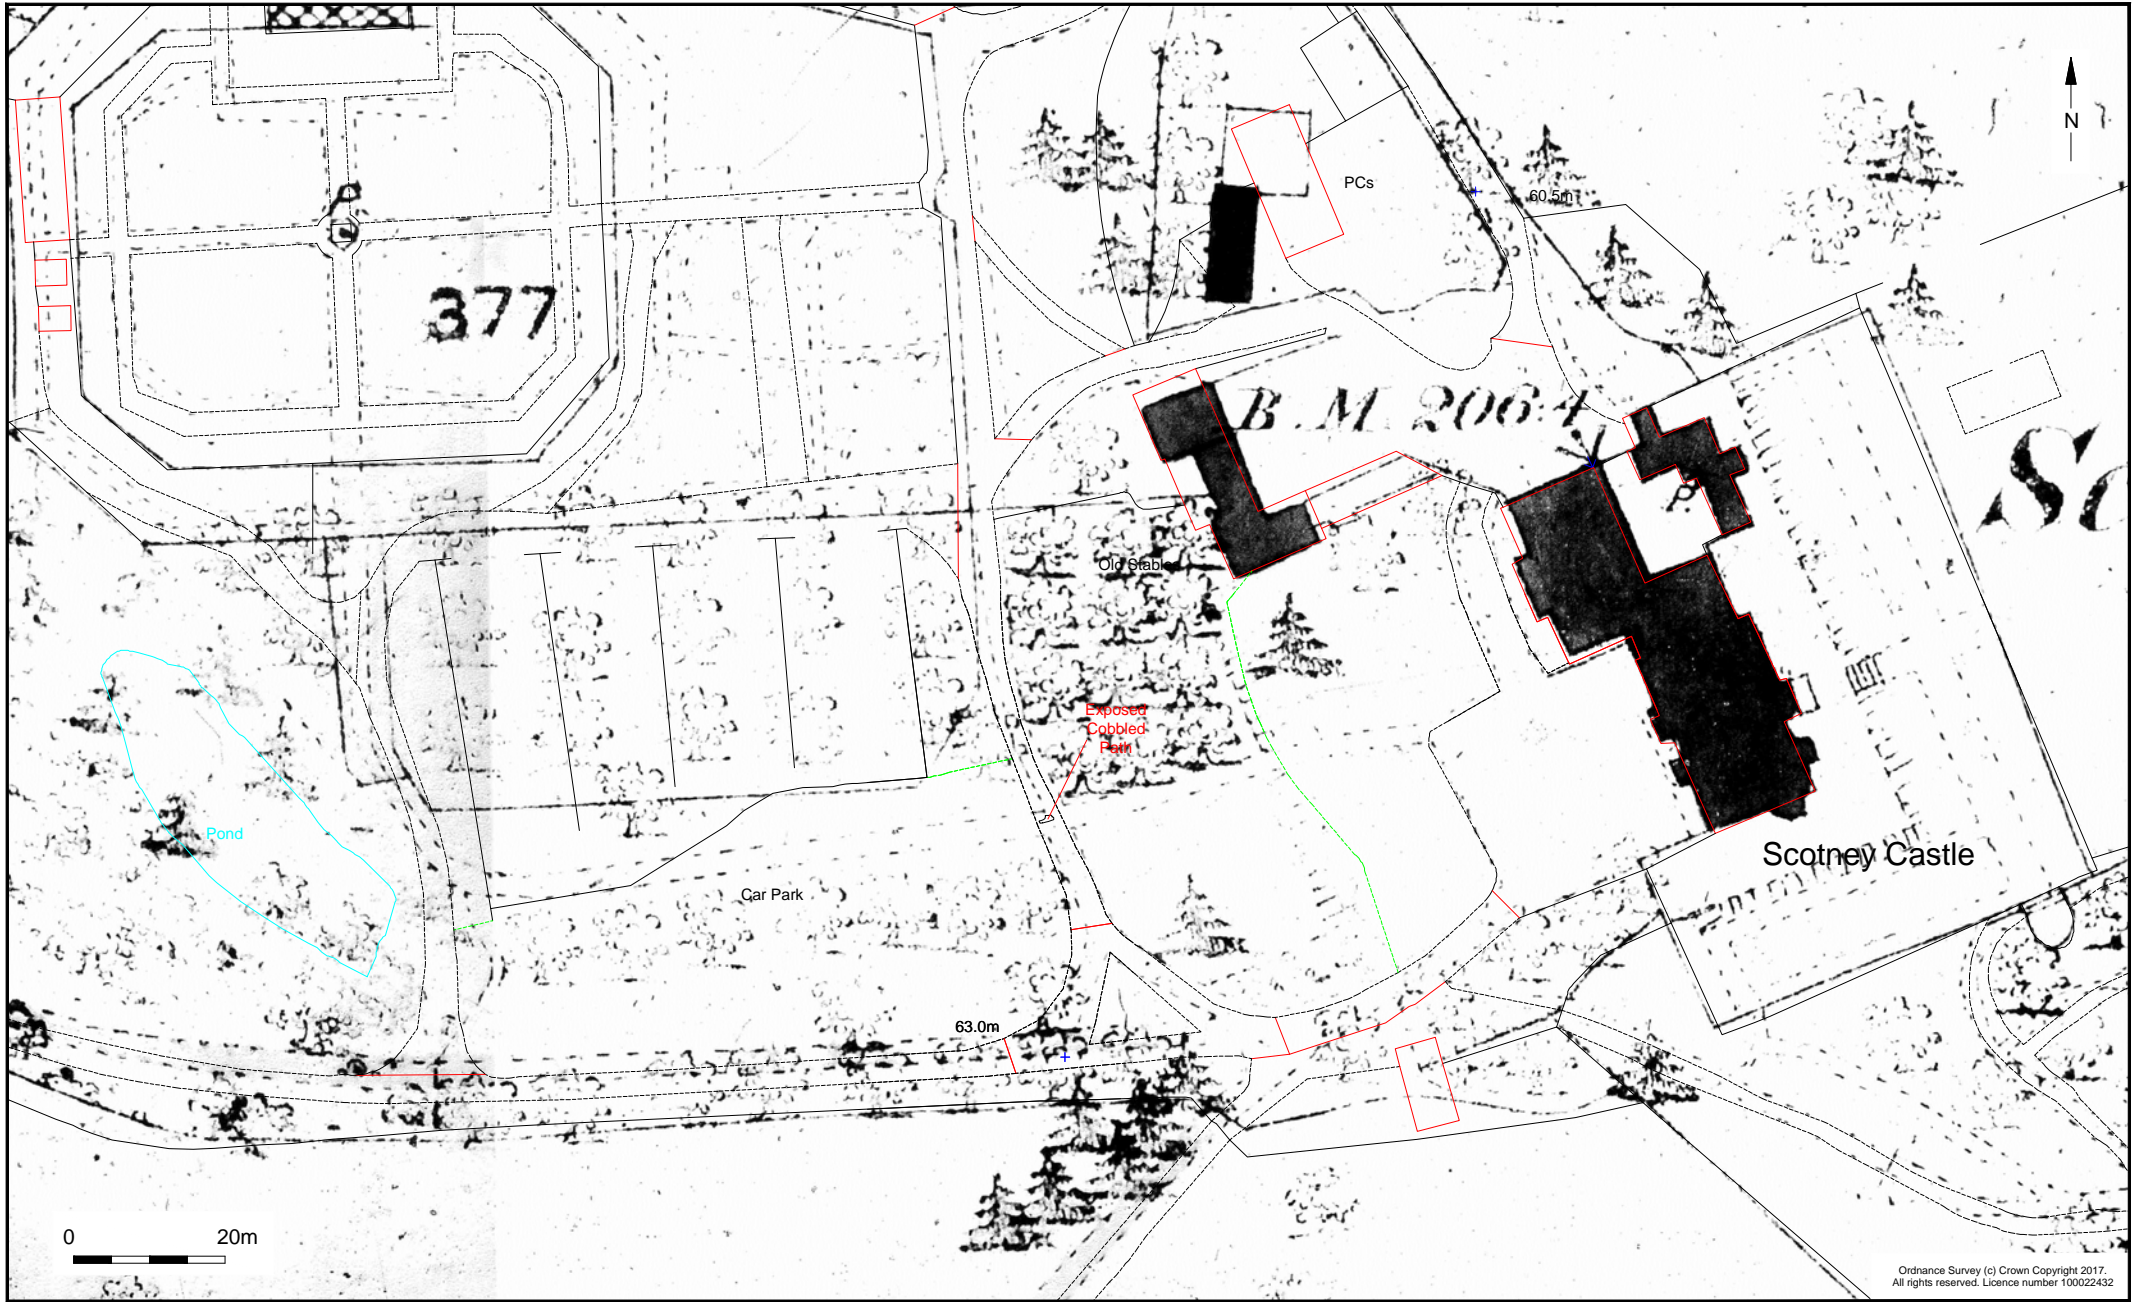 N
PCs
60.5m
P
377
B.M. 206.4
P
Old Stables
Exposed
Cobbled
Path
Pond
Car Park
Scotney Castle
63.0m
0 20m
Ordnance Survey (c) Crown Copyright 2017.
All rights reserved. Licence number 100022432